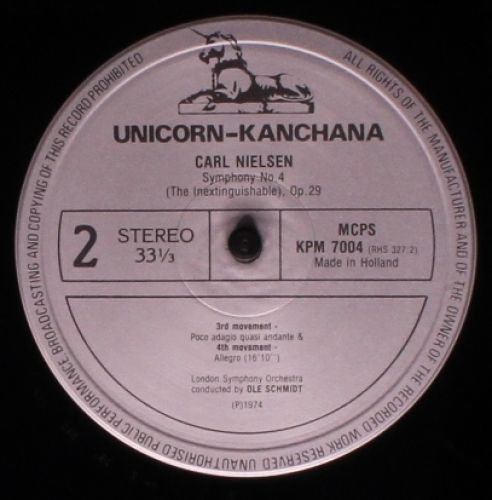 ALL RIGHTS OF THE MANUFACTURER AND OF THE OWNER OF THE RECORDED WORK RESERVED UNAUTHORISED PUBLIC PERFORMANCE BROADCASTING AND COPYING OF THIS RECORD PROHIBITED
UNICORN-KANCHANA
CARL NIELSEN
Symphony No.4
(The Inextinguishable), Op.29
2
STEREO
33⅓
MCPS
KPM 7004 (RHS 327.2)
Made in Holland
3rd movement -
Poco adagio quasi andante &
4th movement -
Allegro (16'10'')
London Symphony Orchestra
conducted by OLE SCHMIDT
(P)1974